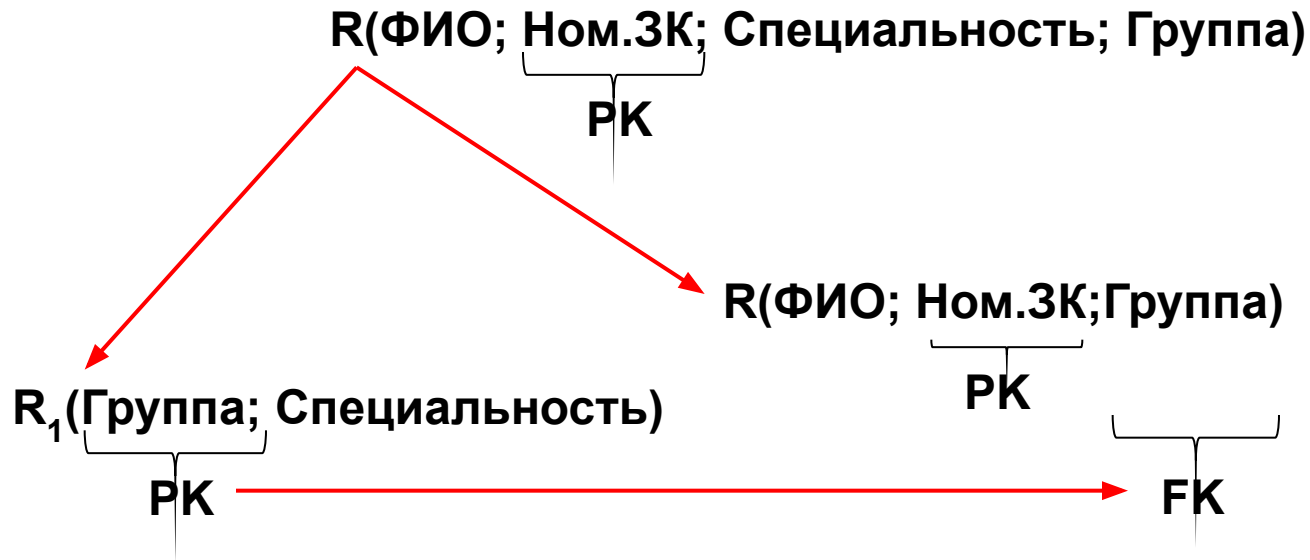 R(ФИО; Ном.ЗК; Специальность; Группа)
PK
R(ФИО; Ном.ЗК;Группа)
PK
R1(Группа; Специальность)
PK
FK